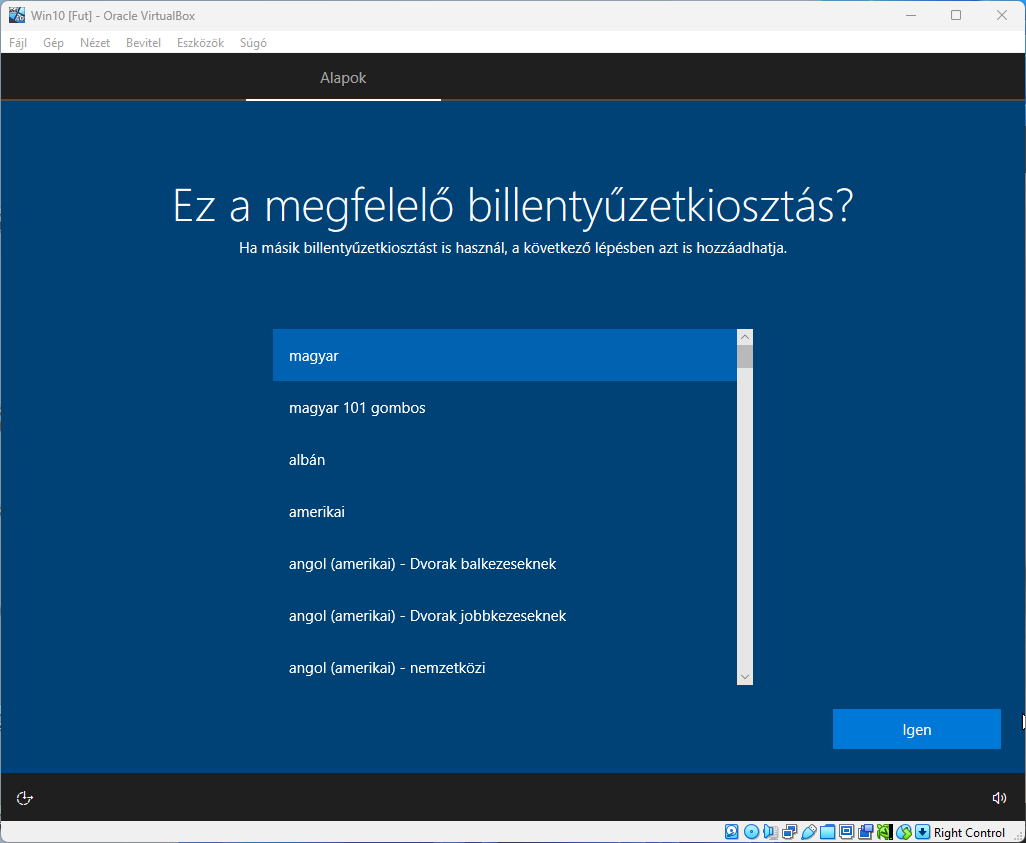 Win10 [Fut] - Oracle VirtualBox
Fájl Gép Nézet Bevitel Eszközök Súgó
Alapok
Ez a megfelelő billentyűzetkiosztás?
Ha másik billentyűzetkiosztást is használ, a következő lépésben azt is hozzáadhatja.
magyar
magyar 101 gombos
albán
amerikai
angol (amerikai) - Dvorak balkezeseknek
angol (amerikai) - Dvorak jobbkezeseknek
angol (amerikai) - nemzetközi
Igen
Right Control